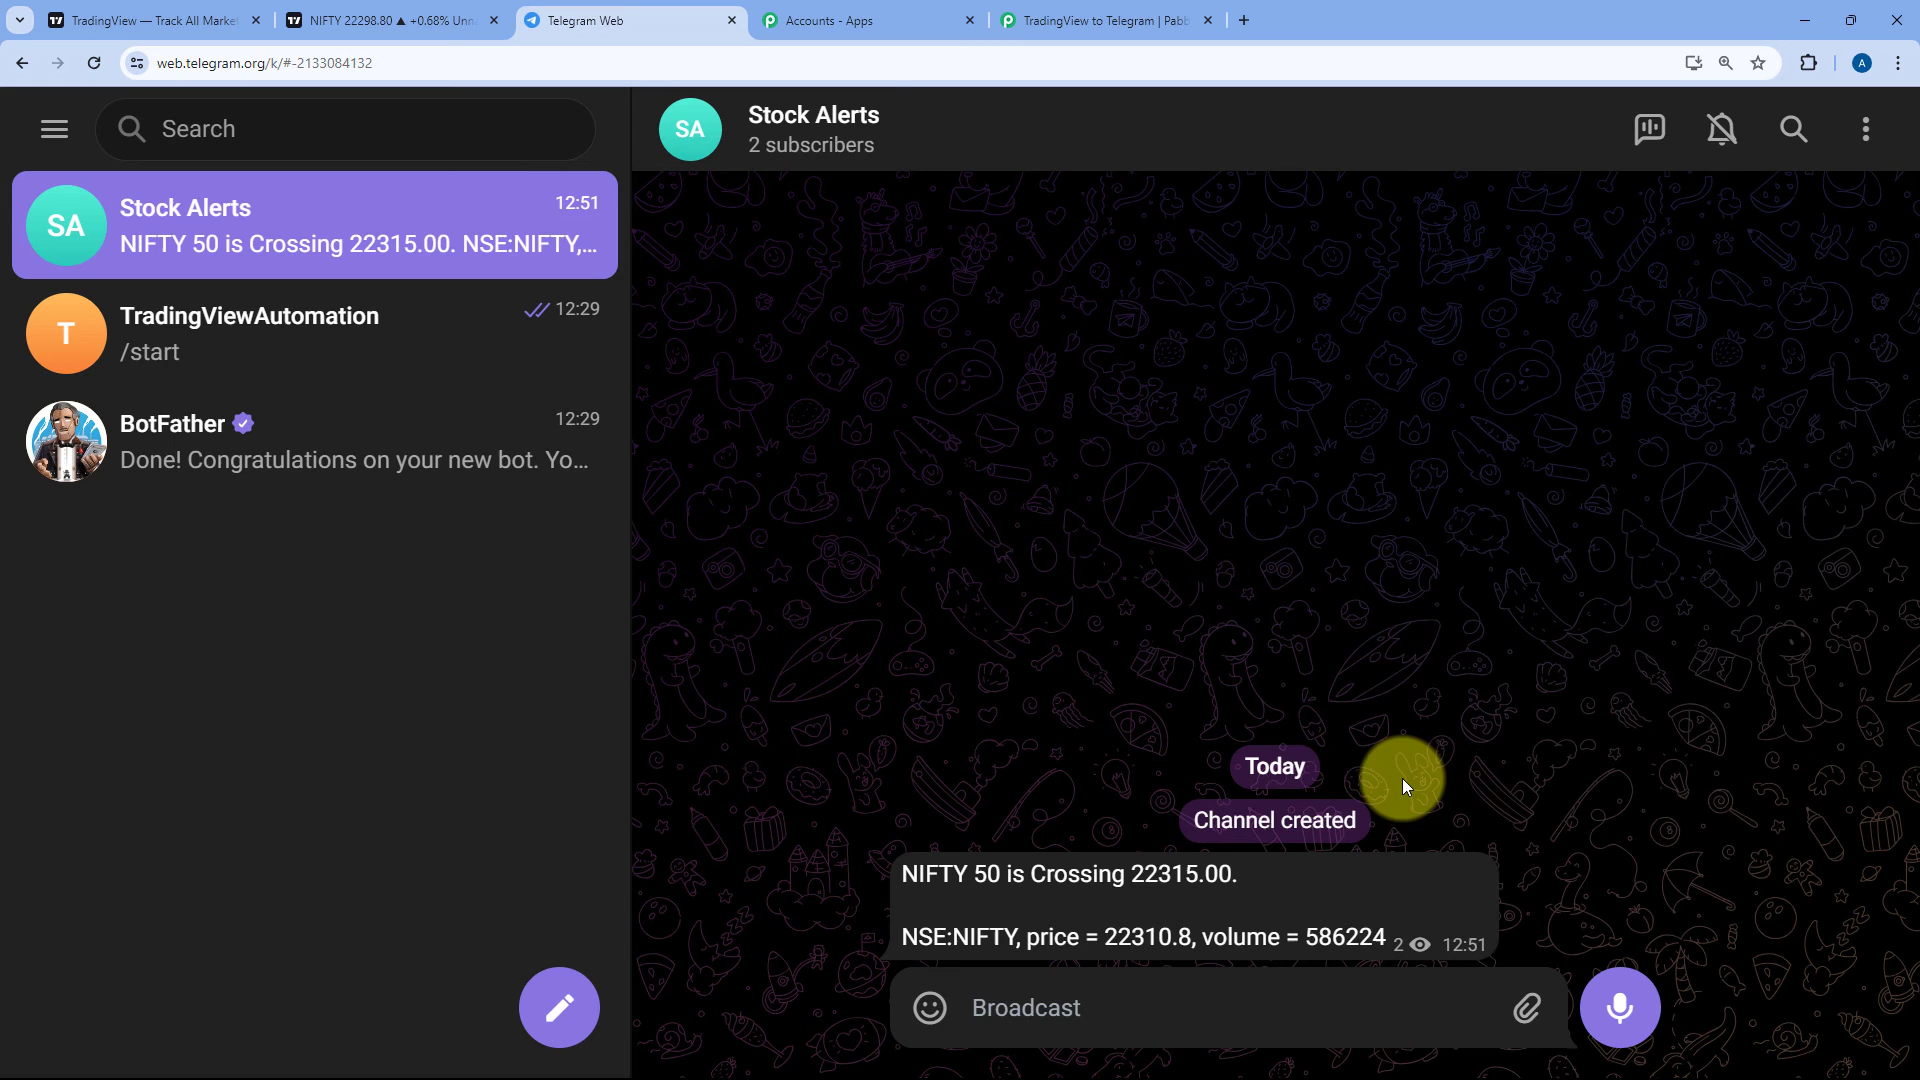 TradingView — Track All Marke
NIFTY 22298.80 ▲ +0.68% Unn
Telegram Web
Accounts - Apps
TradingView to Telegram | Pabb
web.telegram.org/k/#-2133084132
A
Search
SA
Stock Alerts
2 subscribers
SA
Stock Alerts
12:51
NIFTY 50 is Crossing 22315.00. NSE:NIFTY,...
T
TradingViewAutomation
12:29
/start
BotFather
12:29
Done! Congratulations on your new bot. Yo...
Today
Channel created
NIFTY 50 is Crossing 22315.00.
NSE:NIFTY, price = 22310.8, volume = 586224
2 12:51
Broadcast